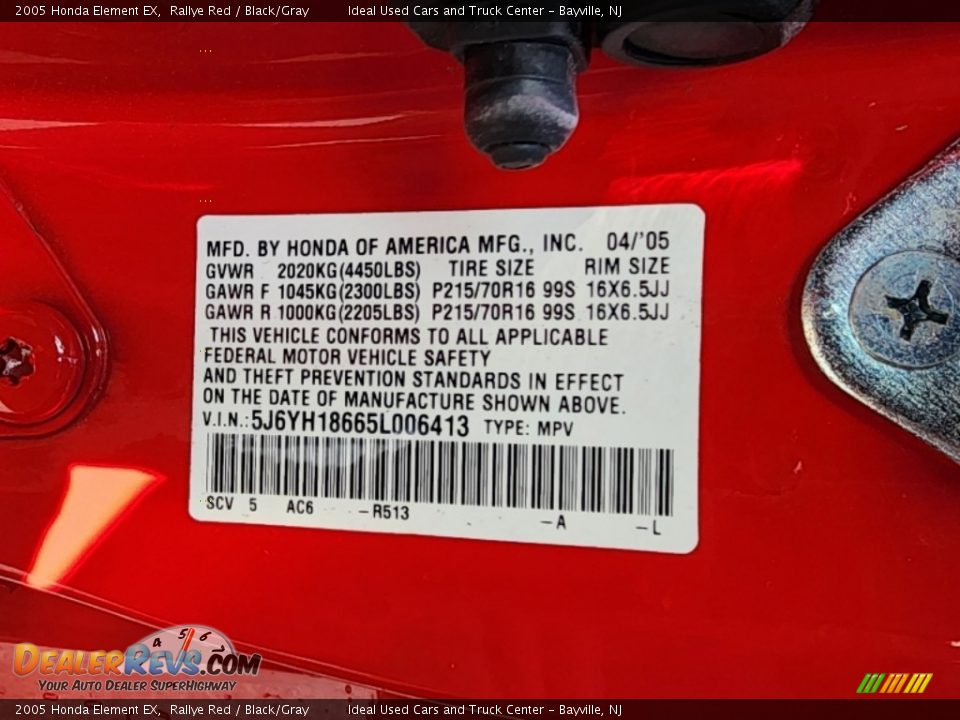 2005 Honda Element EX,  Rallye Red / Black/Gray        Ideal Used Cars and Truck Center - Bayville, NJ
MFD. BY HONDA OF AMERICA MFG., INC.   04/'05
GVWR   2020KG(4450LBS)   TIRE SIZE   RIM SIZE
GAWR F 1045KG(2300LBS) P215/70R16 99S 16X6.5JJ
GAWR R 1000KG(2205LBS) P215/70R16 99S 16X6.5JJ
THIS VEHICLE CONFORMS TO ALL APPLICABLE
FEDERAL MOTOR VEHICLE SAFETY
AND THEFT PREVENTION STANDARDS IN EFFECT
ON THE DATE OF MANUFACTURE SHOWN ABOVE.
V.I.N.: 5J6YH18665L006413 TYPE: MPV
SCV  5   AC6   -R513   -A   -L
4 5 6
DEALERREVS.COM
YOUR AUTO DEALER SUPERHIGHWAY
2005 Honda Element EX,  Rallye Red / Black/Gray        Ideal Used Cars and Truck Center - Bayville, NJ